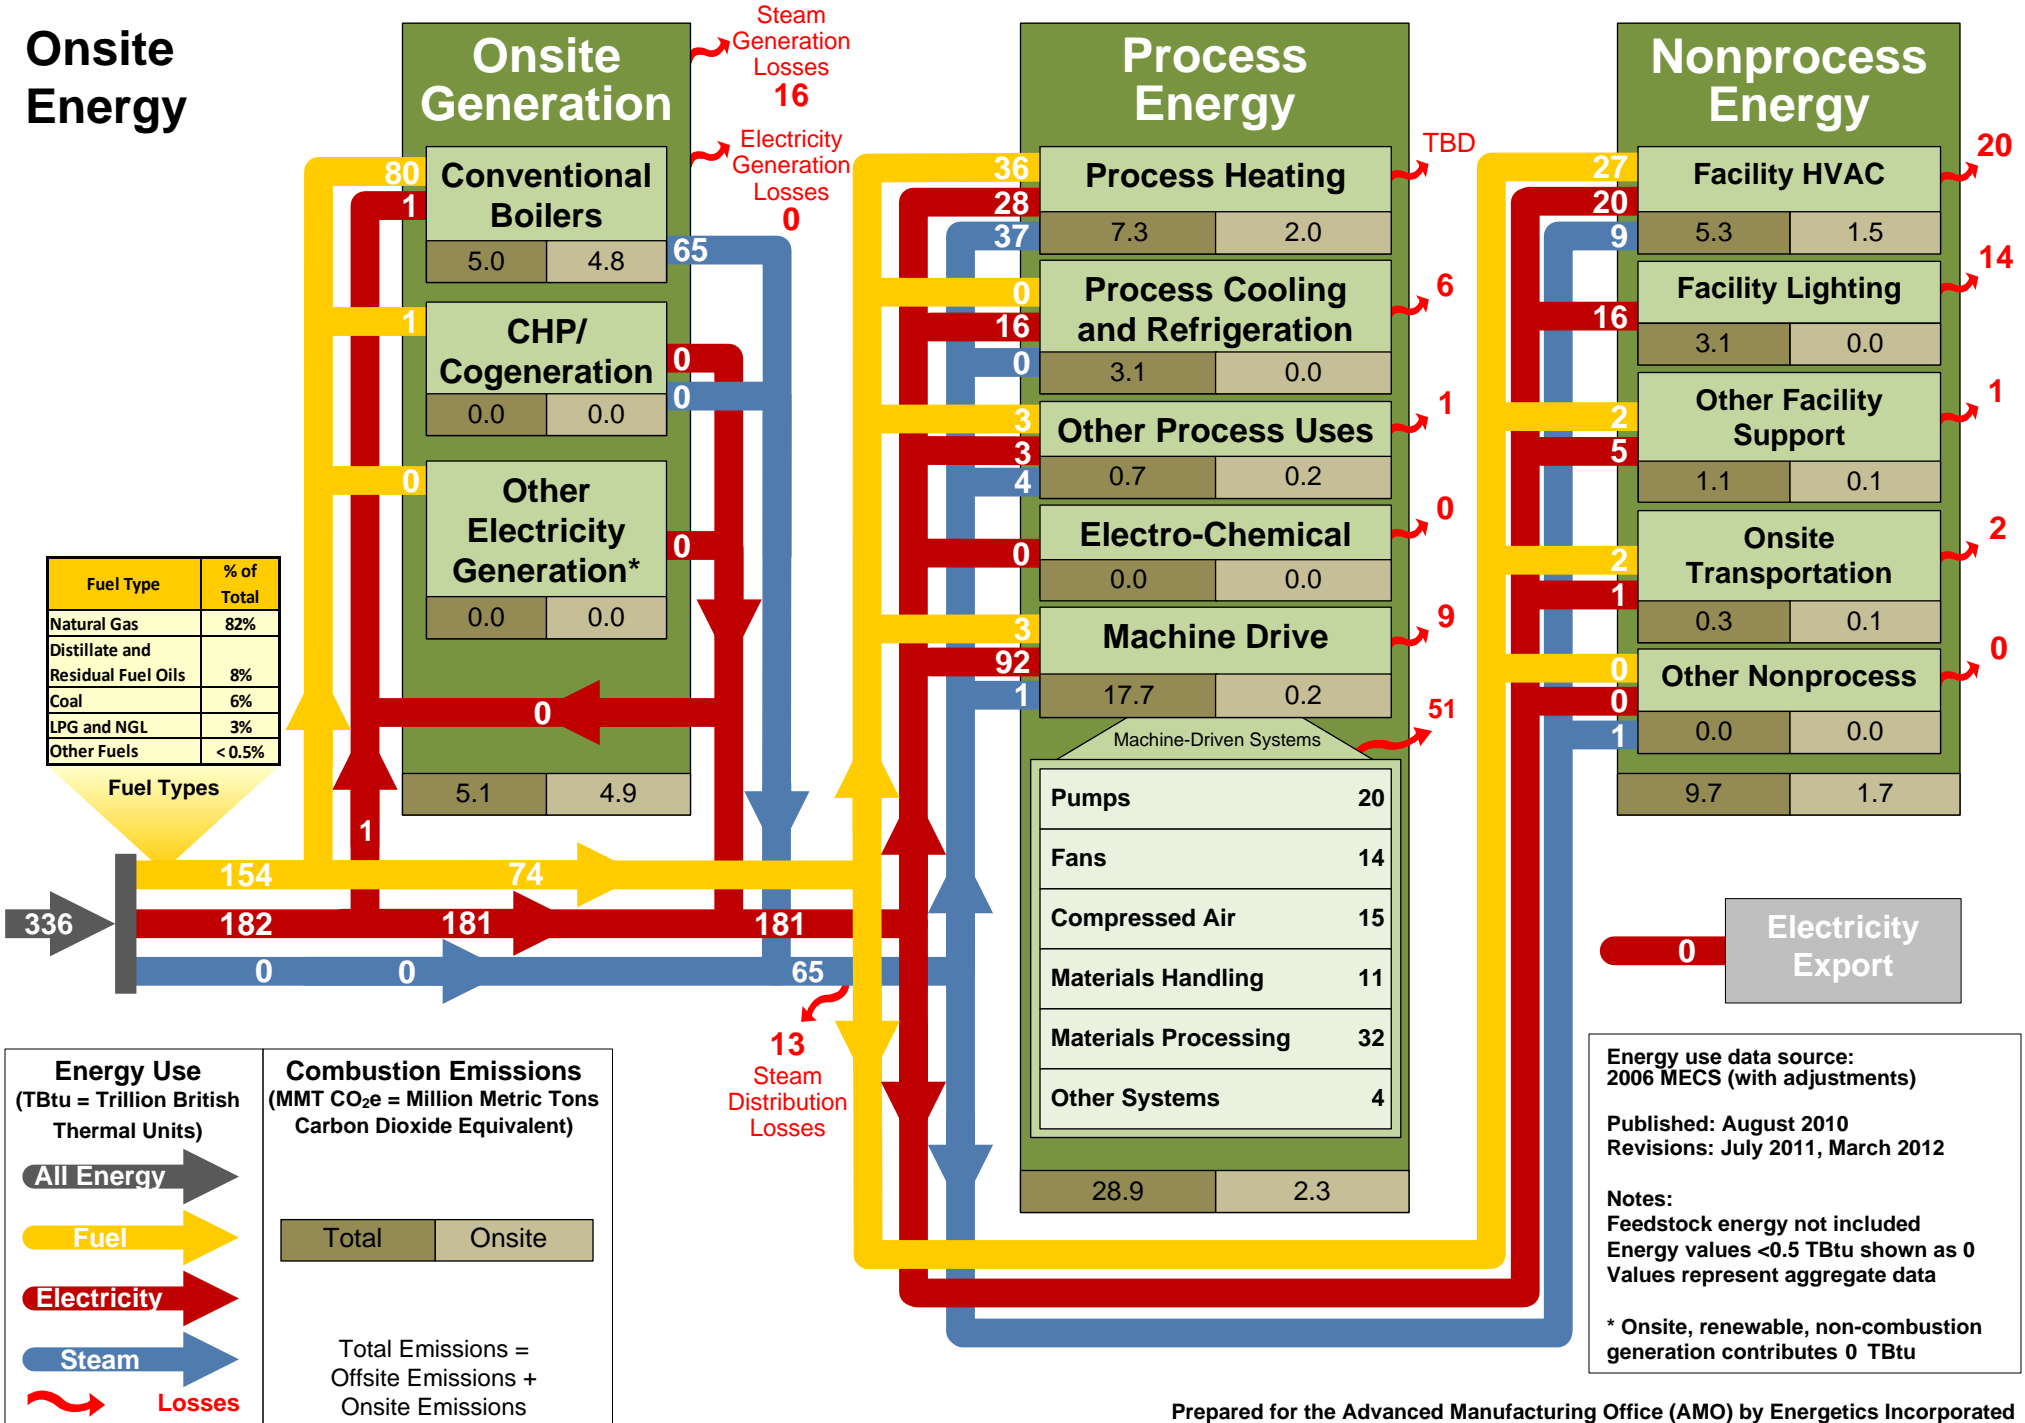 Onsite
Energy
Onsite
Generation
Steam
Generation
Losses
16
Electricity
Generation
Losses
0
80
1
Conventional
Boilers
5.0 4.8
65
1
CHP/
Cogeneration
0.0 0.0
0
0
0
Other
Electricity
Generation*
0.0 0.0
0
0
5.1 4.9
Fuel Type % of
Total
Natural Gas 82%
Distillate and
Residual Fuel Oils 8%
Coal 6%
LPG and NGL 3%
Other Fuels < 0.5%
Fuel Types
1
336
154 74
182 181 181
0 0 65
13
Steam
Distribution
Losses
Process
Energy
TBD
36
28
37
Process Heating
7.3 2.0
0
16
0
Process Cooling
and Refrigeration
3.1 0.0
6
3
3
4
Other Process Uses
0.7 0.2
1
0
Electro-Chemical
0.0 0.0
0
3
92
1
Machine Drive
17.7 0.2
9
51
Machine-Driven Systems
Pumps 20
Fans 14
Compressed Air 15
Materials Handling 11
Materials Processing 32
Other Systems 4
28.9 2.3
Nonprocess
Energy
27
20
9
Facility HVAC
5.3 1.5
20
16
Facility Lighting
3.1 0.0
14
2
5
Other Facility
Support
1.1 0.1
1
2
1
Onsite
Transportation
0.3 0.1
2
0
0
1
Other Nonprocess
0.0 0.0
0
9.7 1.7
0
Electricity
Export
Energy Use
(TBtu = Trillion British
Thermal Units)
All Energy
Fuel
Electricity
Steam
Losses
Combustion Emissions
(MMT CO₂e = Million Metric Tons
Carbon Dioxide Equivalent)
Total Onsite
Total Emissions =
Offsite Emissions +
Onsite Emissions
Energy use data source:
2006 MECS (with adjustments)
Published: August 2010
Revisions: July 2011, March 2012
Notes:
Feedstock energy not included
Energy values <0.5 TBtu shown as 0
Values represent aggregate data
* Onsite, renewable, non-combustion
generation contributes 0 TBtu
Prepared for the Advanced Manufacturing Office (AMO) by Energetics Incorporated